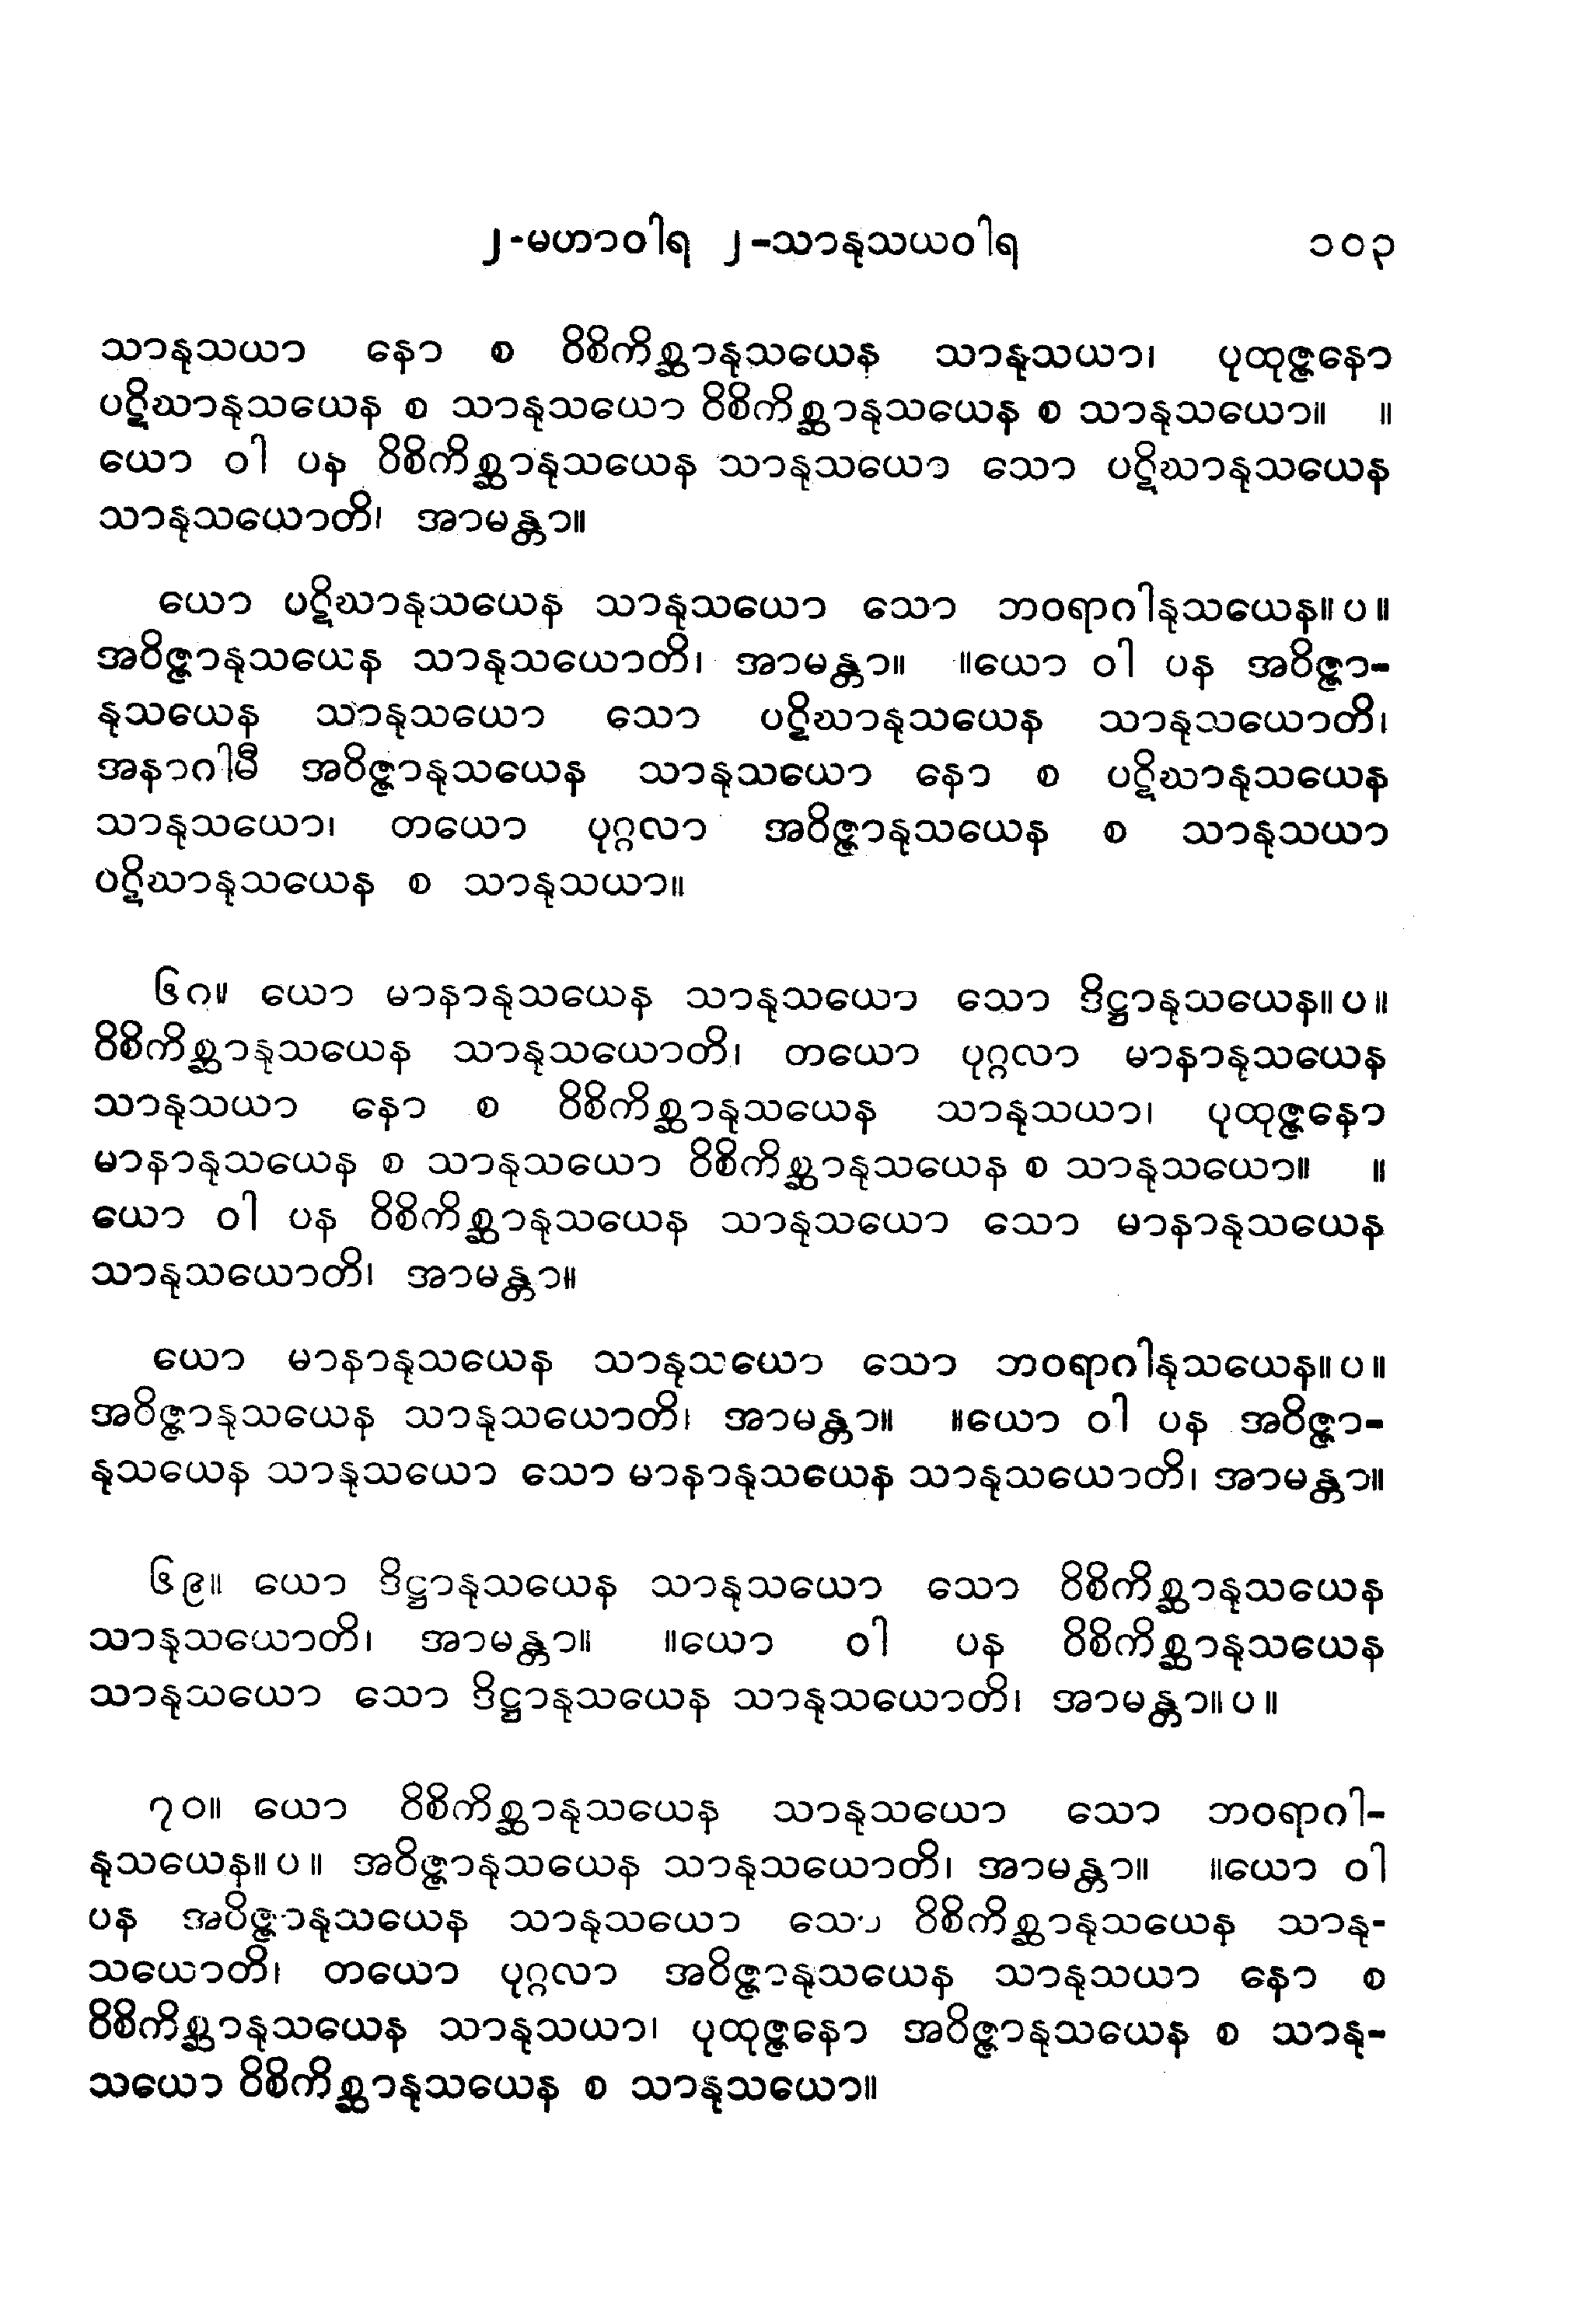 ၂-မဟာဝါရ ၂-သာနုသယဝါရ ၁၀၃
သာနုသယာ နော စ ဝိစိကိစ္ဆာနုသယေန သာနုသယာ၊ ပုထုဇ္ဇနော
ပဋိဃာနုသယေန စ သာနုသယော ဝိစိကိစ္ဆာနုသယေန စ သာနုသယော။ ။
ယော ဝါ ပန ဝိစိကိစ္ဆာနုသယေန သာနုသယော သော ပဋိဃာနုသယေန
သာနုသယောတိ၊ အာမန္တာ။
ယော ပဋိဃာနုသယေန သာနုသယော သော ဘဝရာဂါနုသယေန။ ပ ။
အဝိဇ္ဇာနုသယေန သာနုသယောတိ၊ အာမန္တာ။ ။ယော ဝါ ပန အဝိဇ္ဇာ-
နုသယေန သာနုသယော သော ပဋိဃာနုသယေန သာနုသယောတိ၊
အနာဂါမီ အဝိဇ္ဇာနုသယေန သာနုသယော နော စ ပဋိဃာနုသယေန
သာနုသယော၊ တယော ပုဂ္ဂလာ အဝိဇ္ဇာနုသယေန စ သာနုသယာ
ပဋိဃာနုသယေန စ သာနုသယာ။
၆၈။ ယော မာနာနုသယေန သာနုသယော သော ဒိဋ္ဌာနုသယေန။ ပ ။
ဝိစိကိစ္ဆာနုသယေန သာနုသယောတိ၊ တယော ပုဂ္ဂလာ မာနာနုသယေန
သာနုသယာ နော စ ဝိစိကိစ္ဆာနုသယေန သာနုသယာ၊ ပုထုဇ္ဇနော
မာနာနုသယေန စ သာနုသယော ဝိစိကိစ္ဆာနုသယေန စ သာနုသယော။ ။
ယော ဝါ ပန ဝိစိကိစ္ဆာနုသယေန သာနုသယော သော မာနာနုသယေန
သာနုသယောတိ၊ အာမန္တာ။
ယော မာနာနုသယေန သာနုသယော သော ဘဝရာဂါနုသယေန။ ပ ။
အဝိဇ္ဇာနုသယေန သာနုသယောတိ၊ အာမန္တာ။ ။ယော ဝါ ပန အဝိဇ္ဇာ-
နုသယေန သာနုသယော သော မာနာနုသယေန သာနုသယောတိ၊ အာမန္တာ။
၆၉။ ယော ဒိဋ္ဌာနုသယေန သာနုသယော သော ဝိစိကိစ္ဆာနုသယေန
သာနုသယောတိ၊ အာမန္တာ။ ။ယော ဝါ ပန ဝိစိကိစ္ဆာနုသယေန
သာနုသယော သော ဒိဋ္ဌာနုသယေန သာနုသယောတိ၊ အာမန္တာ။ ပ ။
၇၀။ ယော ဝိစိကိစ္ဆာနုသယေန သာနုသယော သော ဘဝရာဂါ-
နုသယေန။ ပ ။ အဝိဇ္ဇာနုသယေန သာနုသယောတိ၊ အာမန္တာ။ ။ယော ဝါ
ပန အဝိဇ္ဇာနုသယေန သာနုသယော သော ဝိစိကိစ္ဆာနုသယေန သာနု-
သယောတိ၊ တယော ပုဂ္ဂလာ အဝိဇ္ဇာနုသယေန သာနုသယာ နော စ
ဝိစိကိစ္ဆာနုသယေန သာနုသယာ၊ ပုထုဇ္ဇနော အဝိဇ္ဇာနုသယေန စ သာနု-
သယော ဝိစိကိစ္ဆာနုသယေန စ သာနုသယော။